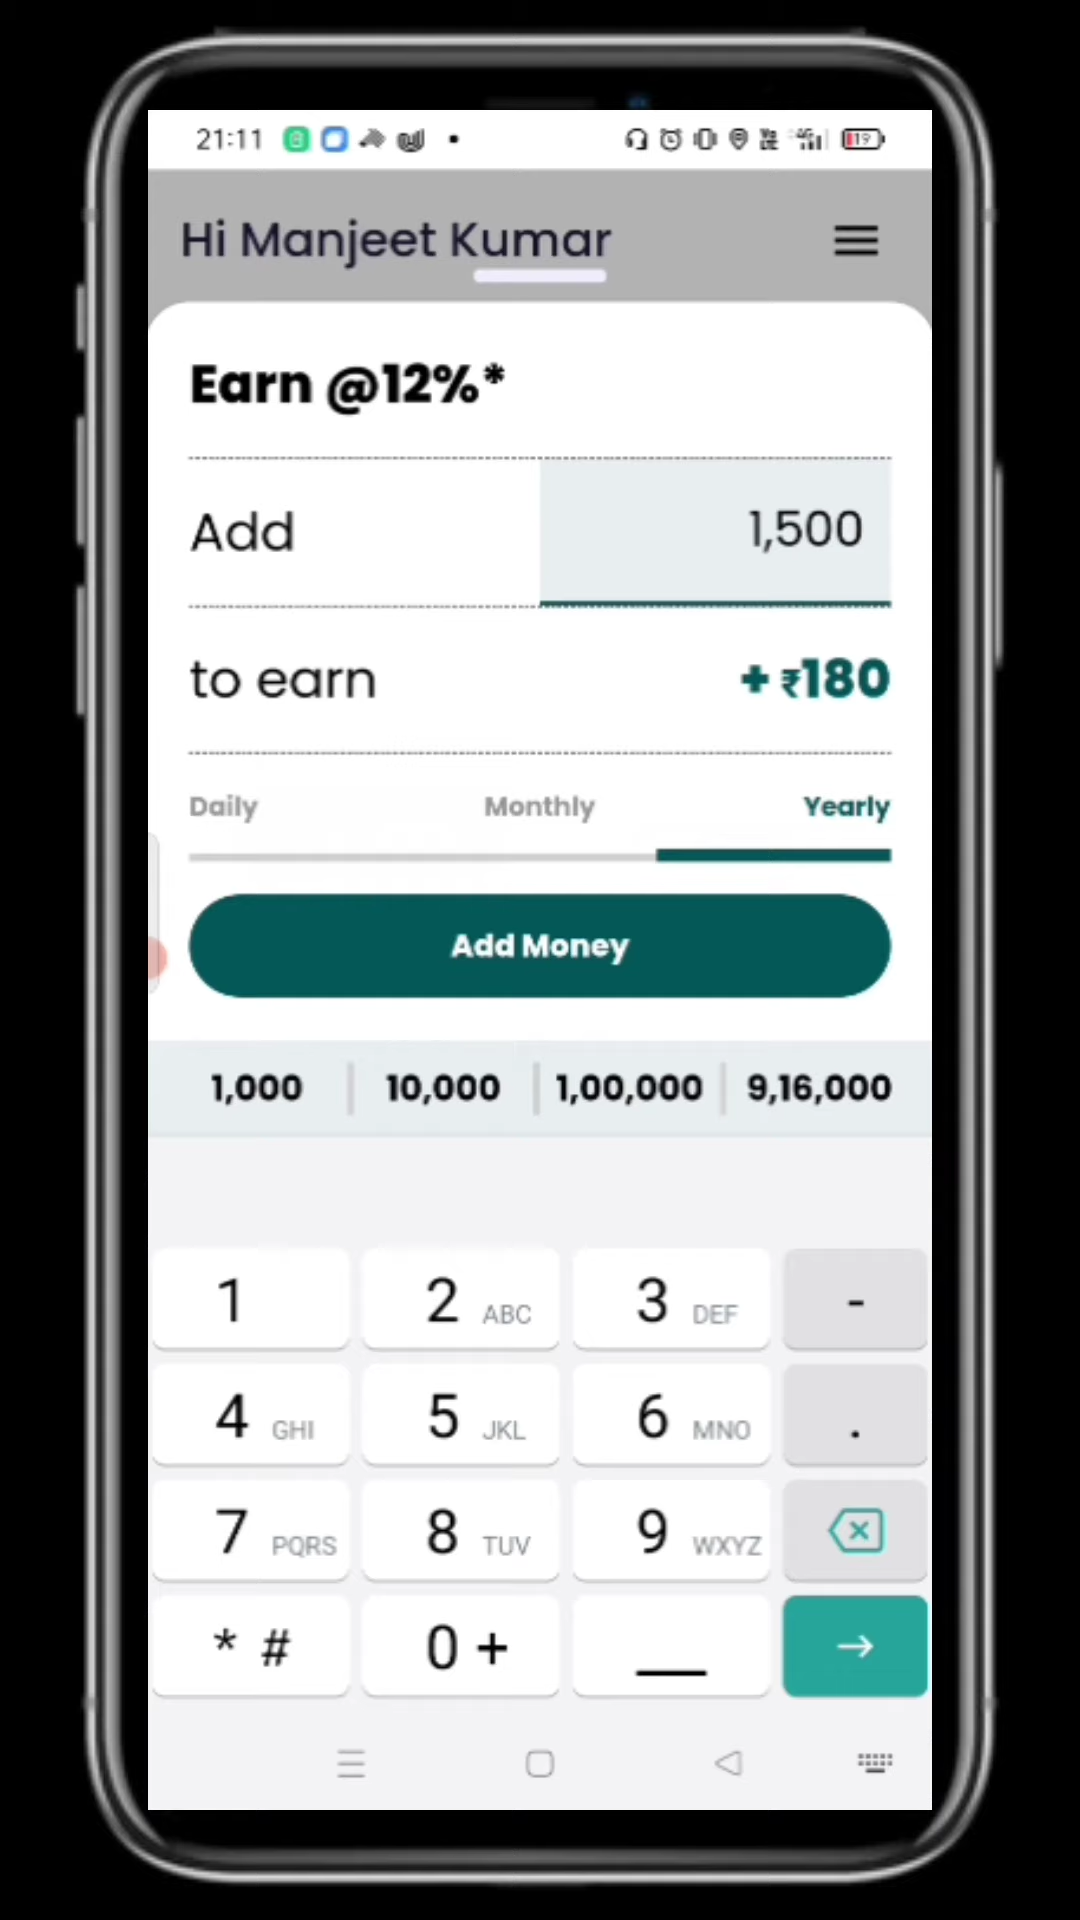 21:11 19
Hi Manjeet Kumar
Earn @12%*
Add 1,500
to earn + ₹180
Daily Monthly Yearly
Add Money
1,000 10,000 1,00,000 9,16,000
1 2 ABC 3 DEF -
4 GHI 5 JKL 6 MNO .
7 PQRS 8 TUV 9 WXYZ
* # 0 +